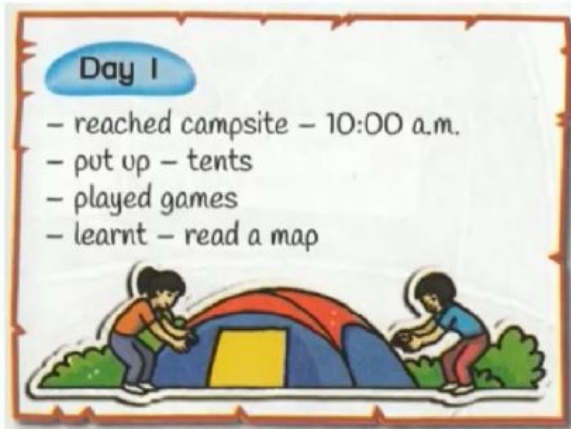 Day 1
– reached campsite – 10:00 a.m.
– put up – tents
– played games
– learnt – read a map